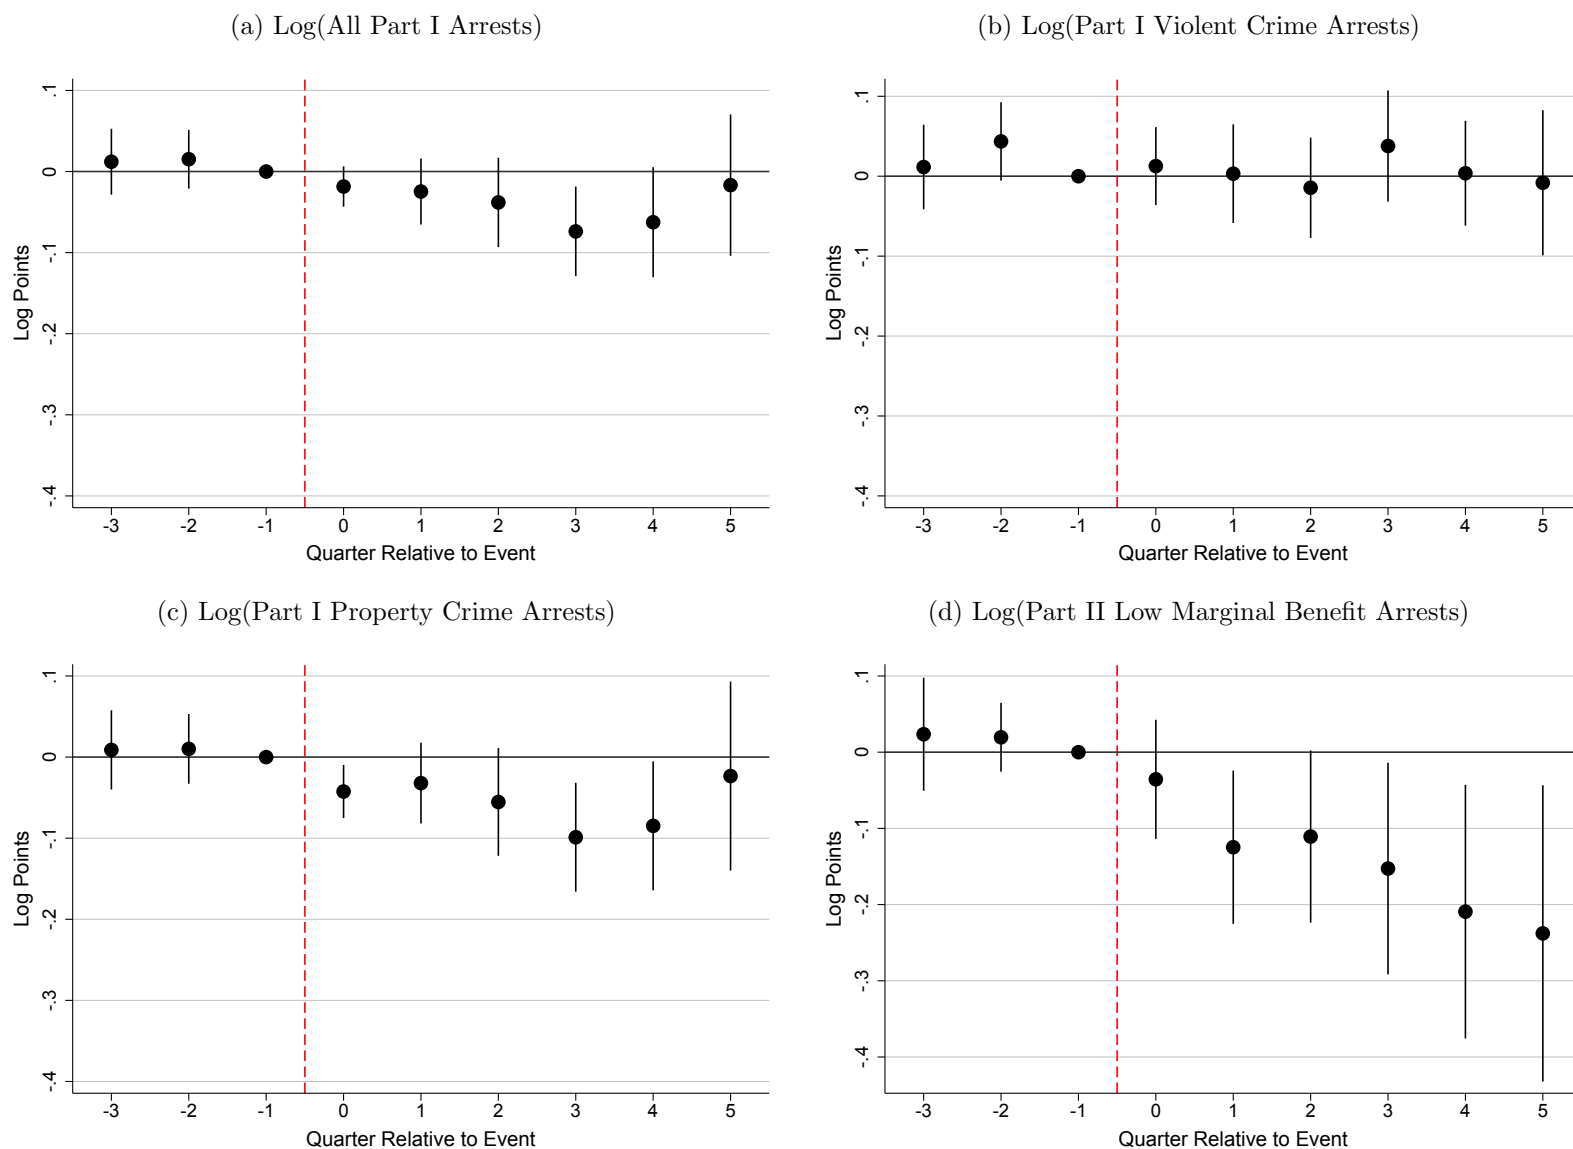 (a) Log(All Part I Arrests)
.1
0
-.1
-.2
-.3
-.4
Log Points
-3 -2 -1 0 1 2 3 4 5
Quarter Relative to Event
(b) Log(Part I Violent Crime Arrests)
.1
0
-.1
-.2
-.3
-.4
Log Points
-3 -2 -1 0 1 2 3 4 5
Quarter Relative to Event
(c) Log(Part I Property Crime Arrests)
.1
0
-.1
-.2
-.3
-.4
Log Points
-3 -2 -1 0 1 2 3 4 5
Quarter Relative to Event
(d) Log(Part II Low Marginal Benefit Arrests)
.1
0
-.1
-.2
-.3
-.4
Log Points
-3 -2 -1 0 1 2 3 4 5
Quarter Relative to Event